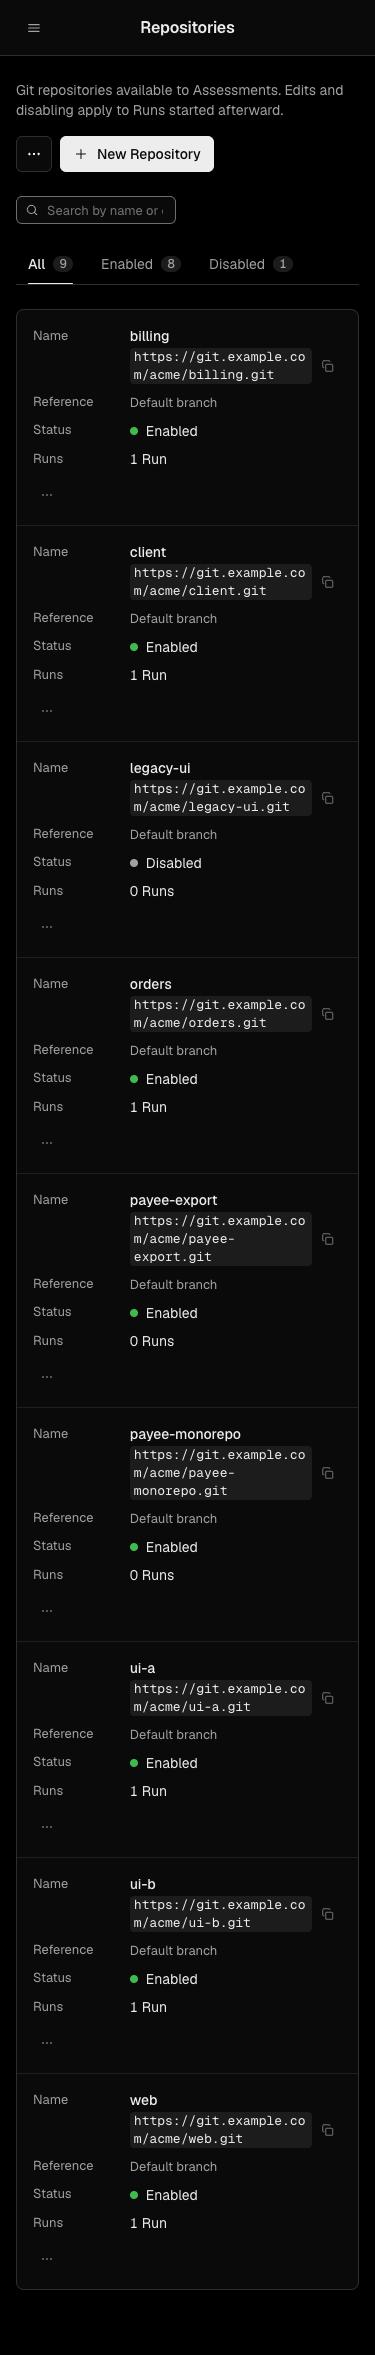 Repositories
Git repositories available to Assessments. Edits and
disabling apply to Runs started afterward.
... + New Repository
Search by name or
All 9 Enabled 8 Disabled 1
Name billing
https://git.example.co
m/acme/billing.git
Reference Default branch
Status Enabled
Runs 1 Run
...
Name client
https://git.example.co
m/acme/client.git
Reference Default branch
Status Enabled
Runs 1 Run
...
Name legacy-ui
https://git.example.co
m/acme/legacy-ui.git
Reference Default branch
Status Disabled
Runs 0 Runs
...
Name orders
https://git.example.co
m/acme/orders.git
Reference Default branch
Status Enabled
Runs 1 Run
...
Name payee-export
https://git.example.co
m/acme/payee-
export.git
Reference Default branch
Status Enabled
Runs 0 Runs
...
Name payee-monorepo
https://git.example.co
m/acme/payee-
monorepo.git
Reference Default branch
Status Enabled
Runs 0 Runs
...
Name ui-a
https://git.example.co
m/acme/ui-a.git
Reference Default branch
Status Enabled
Runs 1 Run
...
Name ui-b
https://git.example.co
m/acme/ui-b.git
Reference Default branch
Status Enabled
Runs 1 Run
...
Name web
https://git.example.co
m/acme/web.git
Reference Default branch
Status Enabled
Runs 1 Run
...